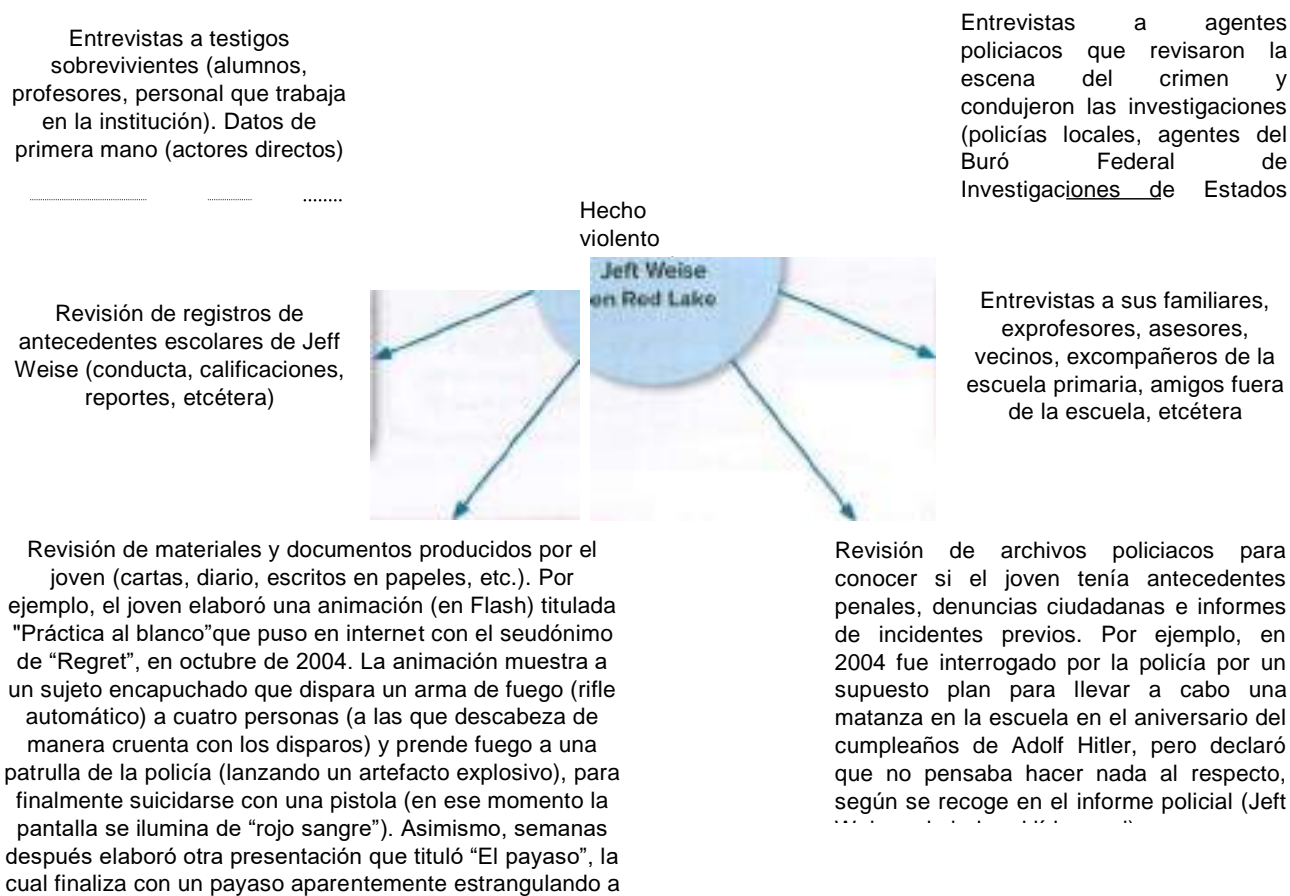 Entrevistas a testigos
sobrevivientes (alumnos,
profesores, personal que trabaja
en la institución). Datos de
primera mano (actores directos)
Entrevistas a agentes
policiacos que revisaron la
escena del crimen y
condujeron las investigaciones
(policías locales, agentes del
Buró Federal de
Investigaciones de Estados
Hecho
violento
Jeft Weise
en Red Lake
Revisión de registros de
antecedentes escolares de Jeff
Weise (conducta, calificaciones,
reportes, etcétera)
Entrevistas a sus familiares,
exprofesores, asesores,
vecinos, excompañeros de la
escuela primaria, amigos fuera
de la escuela, etcétera
Revisión de materiales y documentos producidos por el
joven (cartas, diario, escritos en papeles, etc.). Por
ejemplo, el joven elaboró una animación (en Flash) titulada
"Práctica al blanco”que puso en internet con el seudónimo
de “Regret”, en octubre de 2004. La animación muestra a
un sujeto encapuchado que dispara un arma de fuego (rifle
automático) a cuatro personas (a las que descabeza de
manera cruenta con los disparos) y prende fuego a una
patrulla de la policía (lanzando un artefacto explosivo), para
finalmente suicidarse con una pistola (en ese momento la
pantalla se ilumina de “rojo sangre”). Asimismo, semanas
después elaboró otra presentación que tituló “El payaso”, la
cual finaliza con un payaso aparentemente estrangulando a
Revisión de archivos policiacos para
conocer si el joven tenía antecedentes
penales, denuncias ciudadanas e informes
de incidentes previos. Por ejemplo, en
2004 fue interrogado por la policía por un
supuesto plan para llevar a cabo una
matanza en la escuela en el aniversario del
cumpleaños de Adolf Hitler, pero declaró
que no pensaba hacer nada al respecto,
según se recoge en el informe policial (Jeft